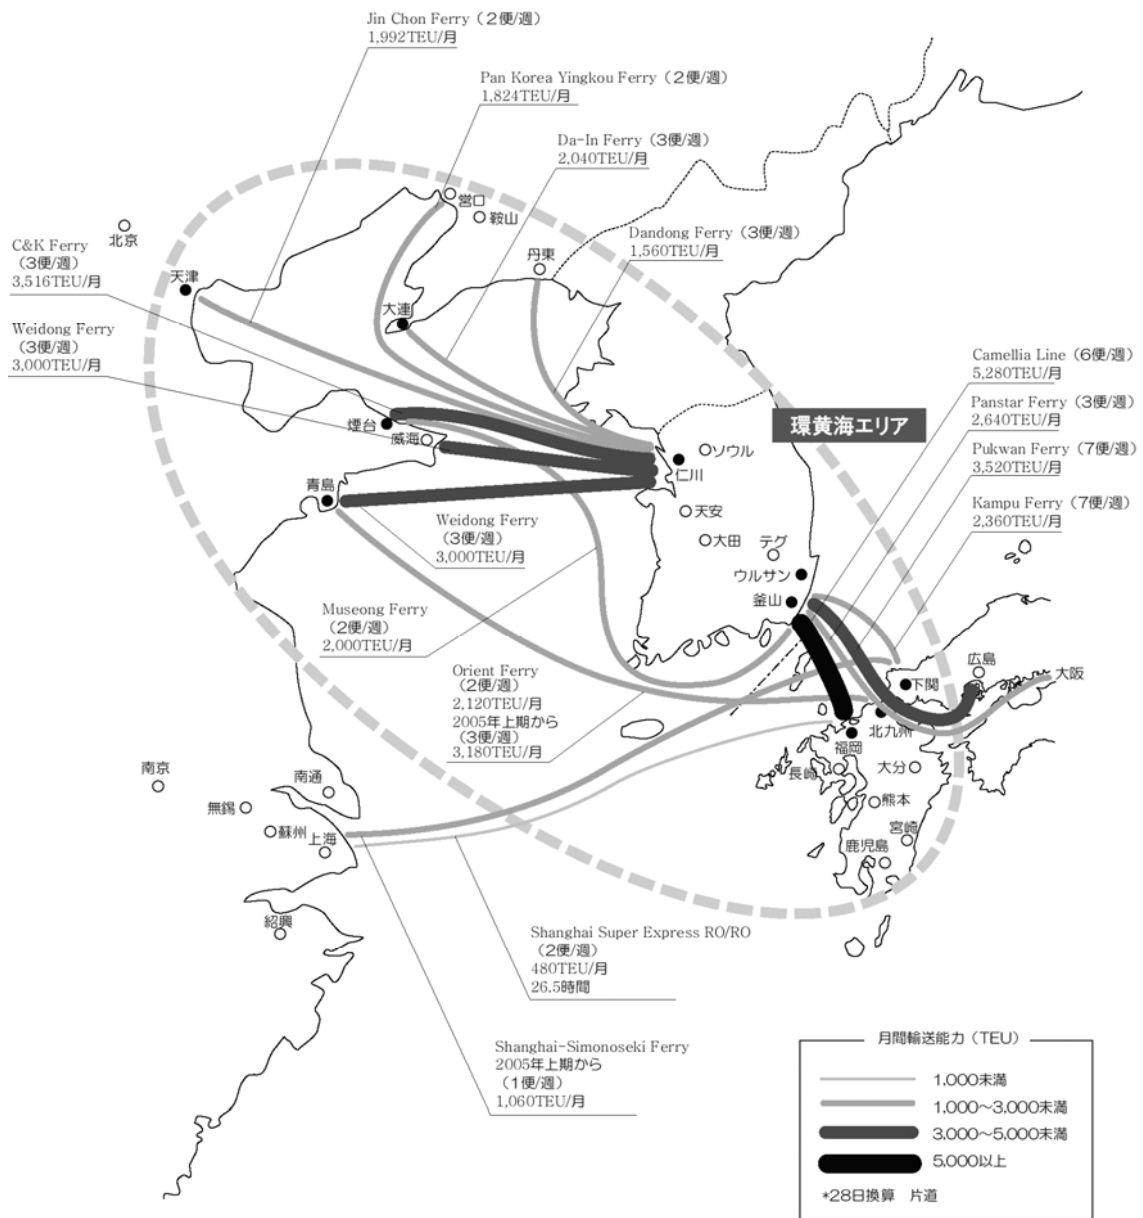 Jin Chon Ferry（2便/週）
1,992TEU/月
Pan Korea Yingkou Ferry（2便/週）
1,824TEU/月
Da-In Ferry（3便/週）
2,040TEU/月
Dandong Ferry（3便/週）
1,560TEU/月
C&K Ferry
（3便/週）
3,516TEU/月
Weidong Ferry
（3便/週）
3,000TEU/月
Camellia Line（6便/週）
5,280TEU/月
Panstar Ferry（3便/週）
2,640TEU/月
Pukwan Ferry（7便/週）
3,520TEU/月
Kampu Ferry（7便/週）
2,360TEU/月
環黄海エリア
北京
天津
営口
鞍山
丹東
大連
煙台
威海
青島
ソウル
仁川
天安
大田
テグ
ウルサン
釜山
Weidong Ferry
（3便/週）
3,000TEU/月
Museong Ferry
（2便/週）
2,000TEU/月
Orient Ferry
（2便/週）
2,120TEU/月
2005年上期から
（3便/週）
3,180TEU/月
広島
大阪
下関
北九州
福岡
長崎
大分
熊本
宮崎
鹿児島
南京
南通
無錫
蘇州
上海
紹興
Shanghai Super Express RO/RO
（2便/週）
480TEU/月
26.5時間
Shanghai-Simonoseki Ferry
2005年上期から
（1便/週）
1,060TEU/月
月間輸送能力（TEU）
1,000未満
1,000～3,000未満
3,000～5,000未満
5,000以上
*28日換算　片道